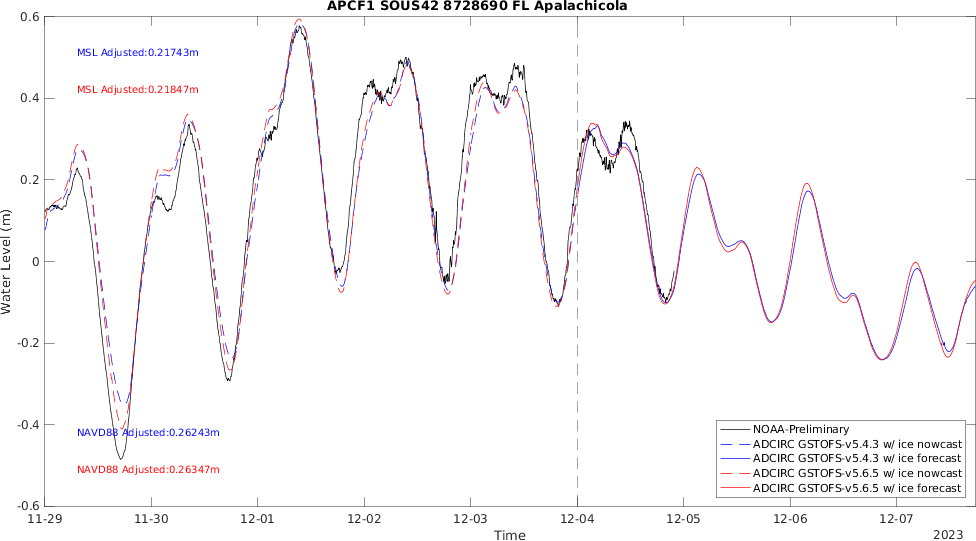 APCF1 SOUS42 8728690 FL Apalachicola
0.6
MSL Adjusted:0.21743m
MSL Adjusted:0.21847m
0.4
0.2
0
-0.2
-0.4
-0.6
Water Level (m)
NAVD88 Adjusted:0.26243m
NAVD88 Adjusted:0.26347m
NOAA-Preliminary
ADCIRC GSTOFS-v5.4.3 w/ ice nowcast
ADCIRC GSTOFS-v5.4.3 w/ ice forecast
ADCIRC GSTOFS-v5.6.5 w/ ice nowcast
ADCIRC GSTOFS-v5.6.5 w/ ice forecast
11-29 11-30 12-01 12-02 12-03 12-04 12-05 12-06 12-07
Time
2023